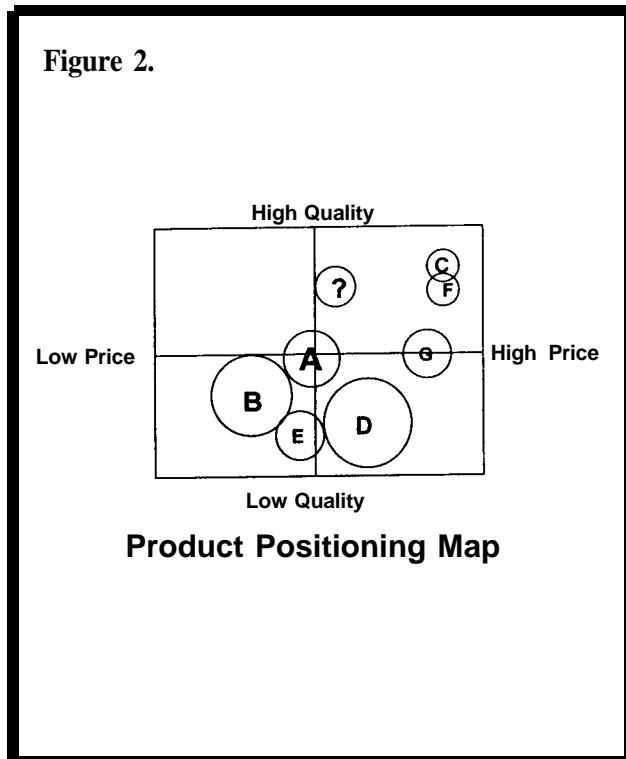 Figure 2.
High Quality
C
? F
Low Price A G High Price
B
E D
Low Quality
Product Positioning Map